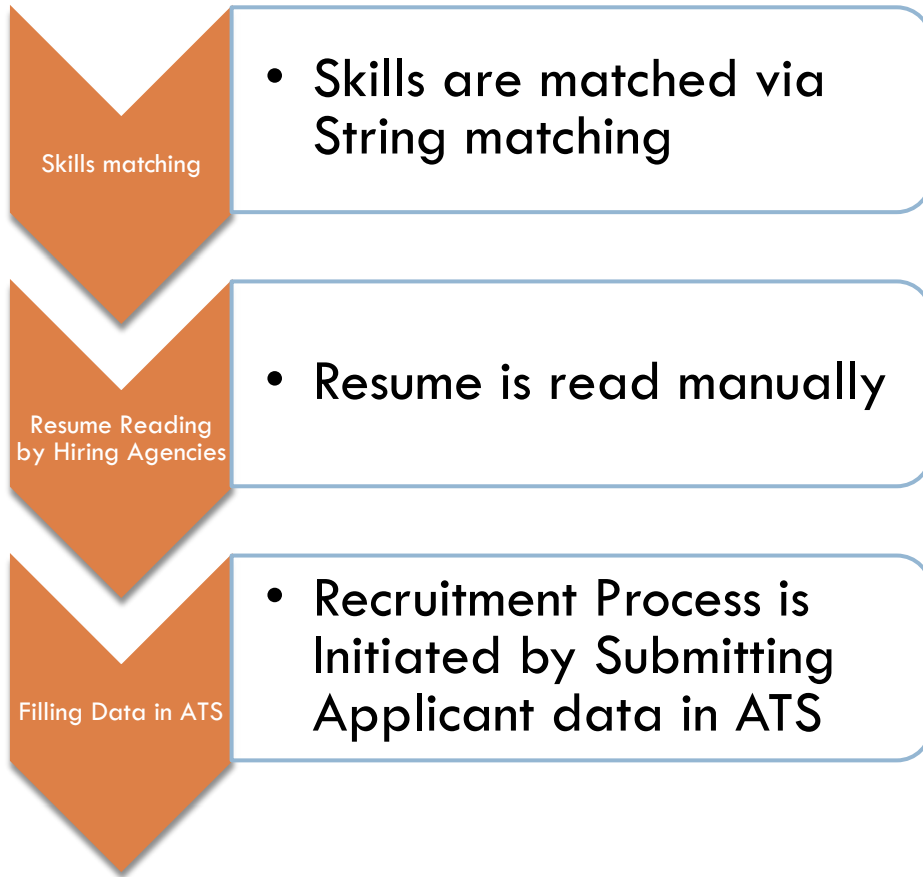 Skills matching
• Skills are matched via
String matching
Resume Reading
by Hiring Agencies
• Resume is read manually
Filling Data in ATS
• Recruitment Process is
Initiated by Submitting
Applicant data in ATS